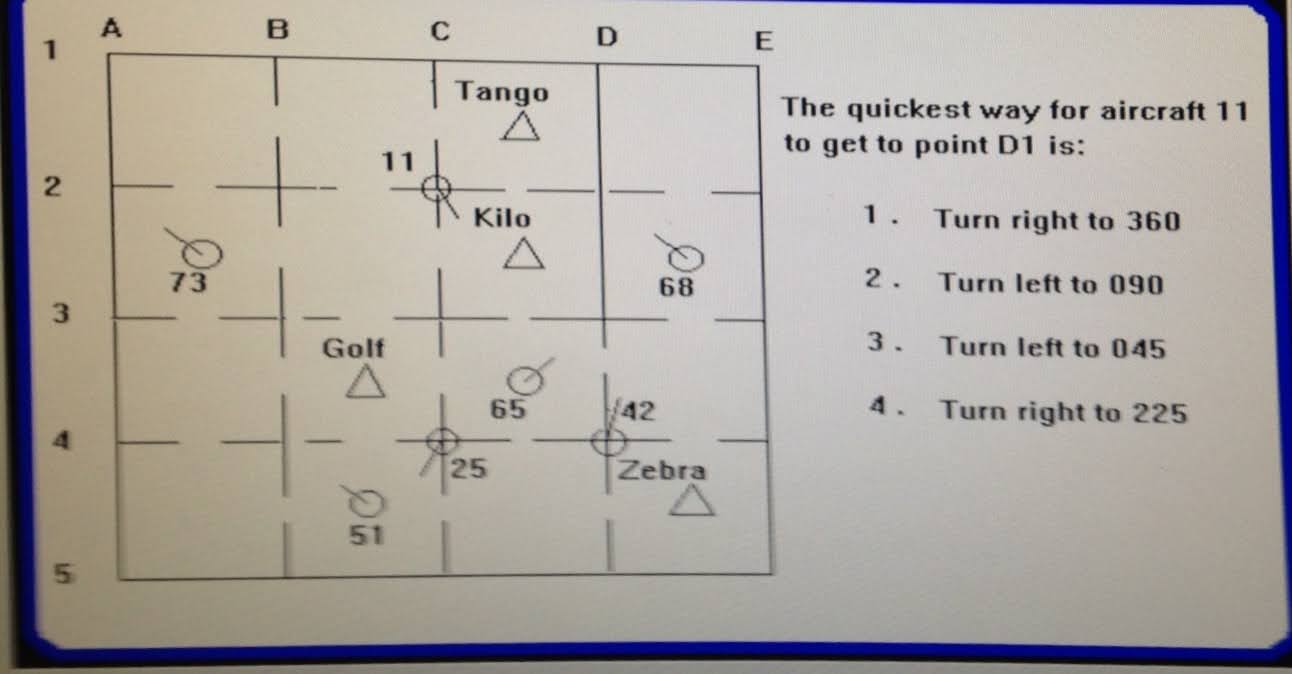 A B C D E
1
Tango
11
2
Kilo
73
68
3
Golf
65
42
4
25
Zebra
51
5
The quickest way for aircraft 11
to get to point D1 is:
1. Turn right to 360
2. Turn left to 090
3. Turn left to 045
4. Turn right to 225